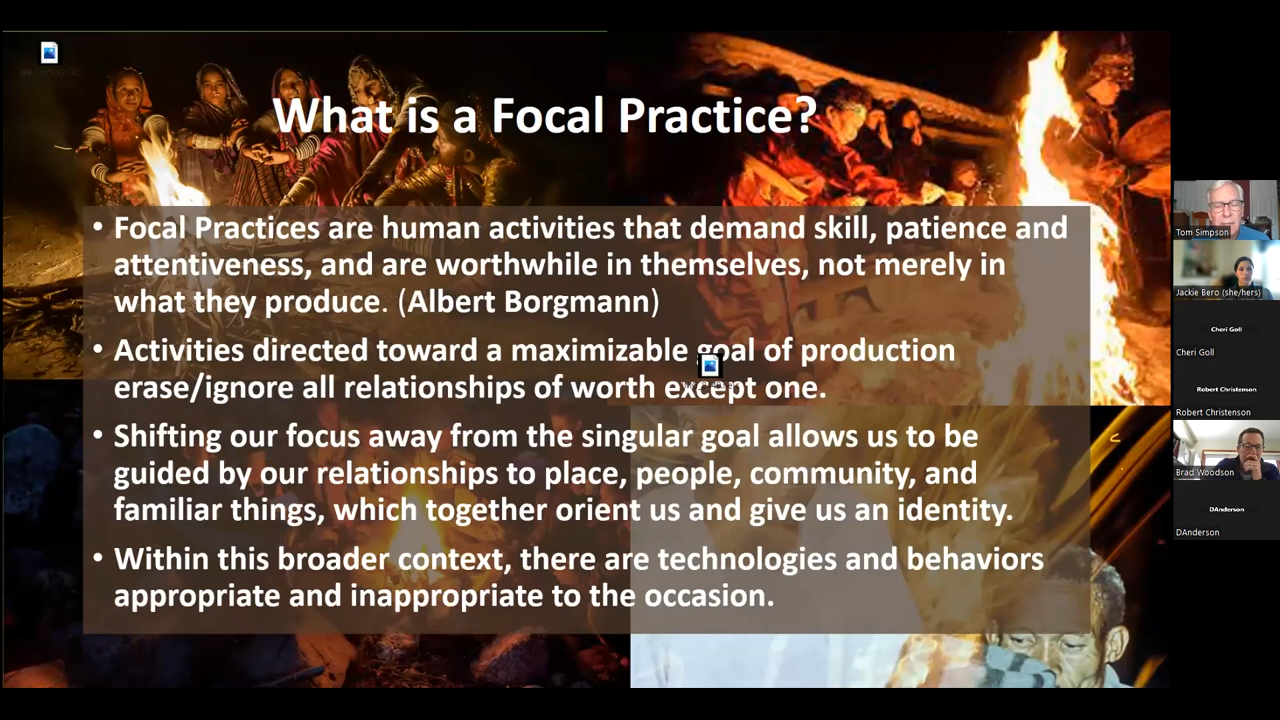 What is a Focal Practice?
• Focal Practices are human activities that demand skill, patience and
attentiveness, and are worthwhile in themselves, not merely in
what they produce. (Albert Borgmann)
• Activities directed toward a maximizable goal of production
erase/ignore all relationships of worth except one.
• Shifting our focus away from the singular goal allows us to be
guided by our relationships to place, people, community, and
familiar things, which together orient us and give us an identity.
• Within this broader context, there are technologies and behaviors
appropriate and inappropriate to the occasion.
Tom Simpson
Jackie Bero (she/hers)
Cheri Goll
Cheri Goll
Robert Christenson
Robert Christenson
Brad Woodson
DAnderson
DAnderson